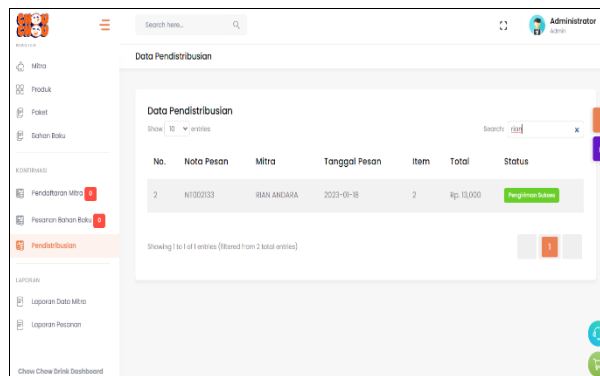 CHOW
CHOW
Search here...
Administrator
Admin
Data Pendistribusian
Mitra
Produk
Paket
Bahan Baku
KONFIRMASI
Pendaftaran Mitra 0
Pesanan Bahan Baku 0
Pendistribusian
LAPORAN
Laporan Data Mitra
Laporan Pesanan
Chow Chow Drink Dashboard
Data Pendistribusian
Show 10 entries
Search: rian x
No. Nota Pesan Mitra Tanggal Pesan Item Total Status
2 NT002133 RIAN ANDARA 2023-01-18 2 Rp. 13,000 Pengiriman Sukses
Showing 1 to 1 of 1 entries (filtered from 2 total entries)
1